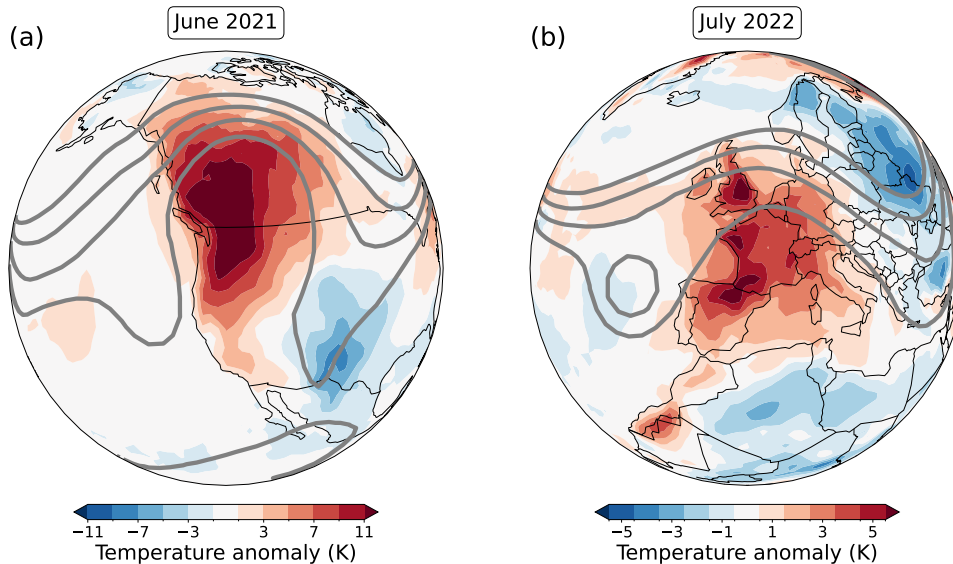 June 2021
July 2022
(a)
(b)
−11 −7 −3 3 7 11
−5 −3 −1 1 3 5
Temperature anomaly (K)
Temperature anomaly (K)